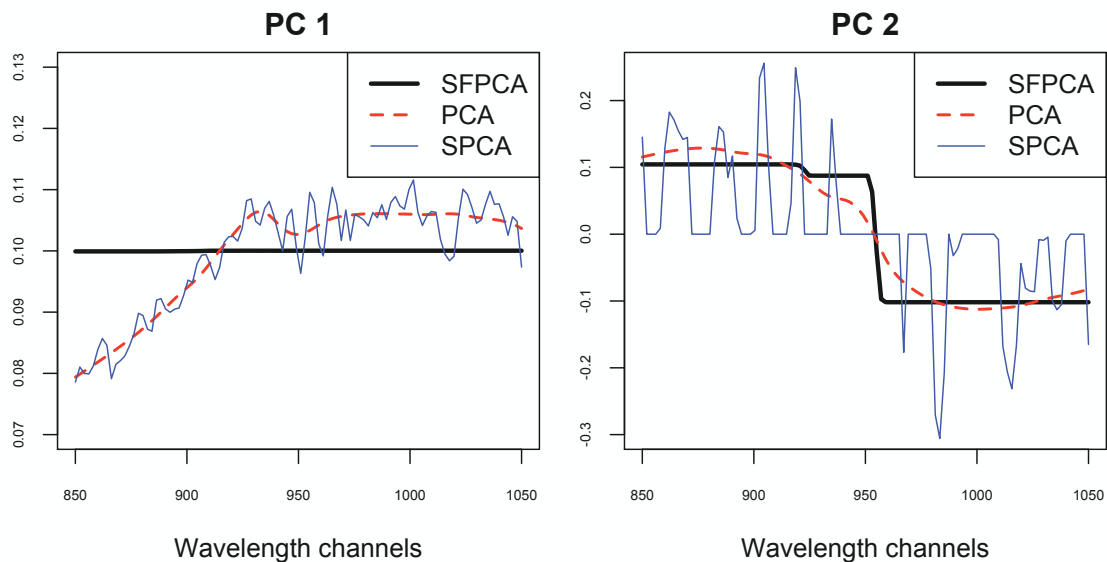 PC 1
SFPCA
PCA
SPCA
0.13
0.12
0.11
0.10
0.09
0.08
0.07
850
900
950
1000
1050
Wavelength channels
PC 2
SFPCA
PCA
SPCA
0.2
0.1
0.0
-0.1
-0.2
-0.3
850
900
950
1000
1050
Wavelength channels